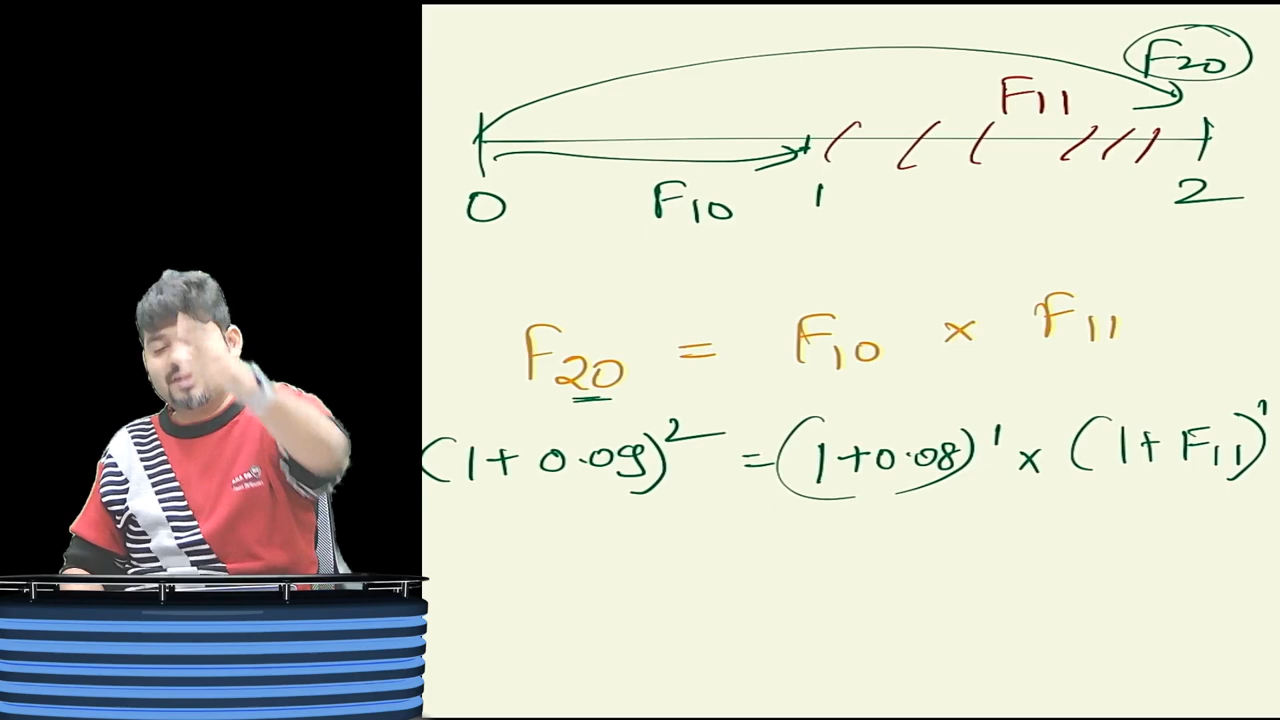 F20
F11
0 F10 1 2
F20 = F10 × F11
(1+0.09)² = (1+0.08)¹ × (1+F11)¹